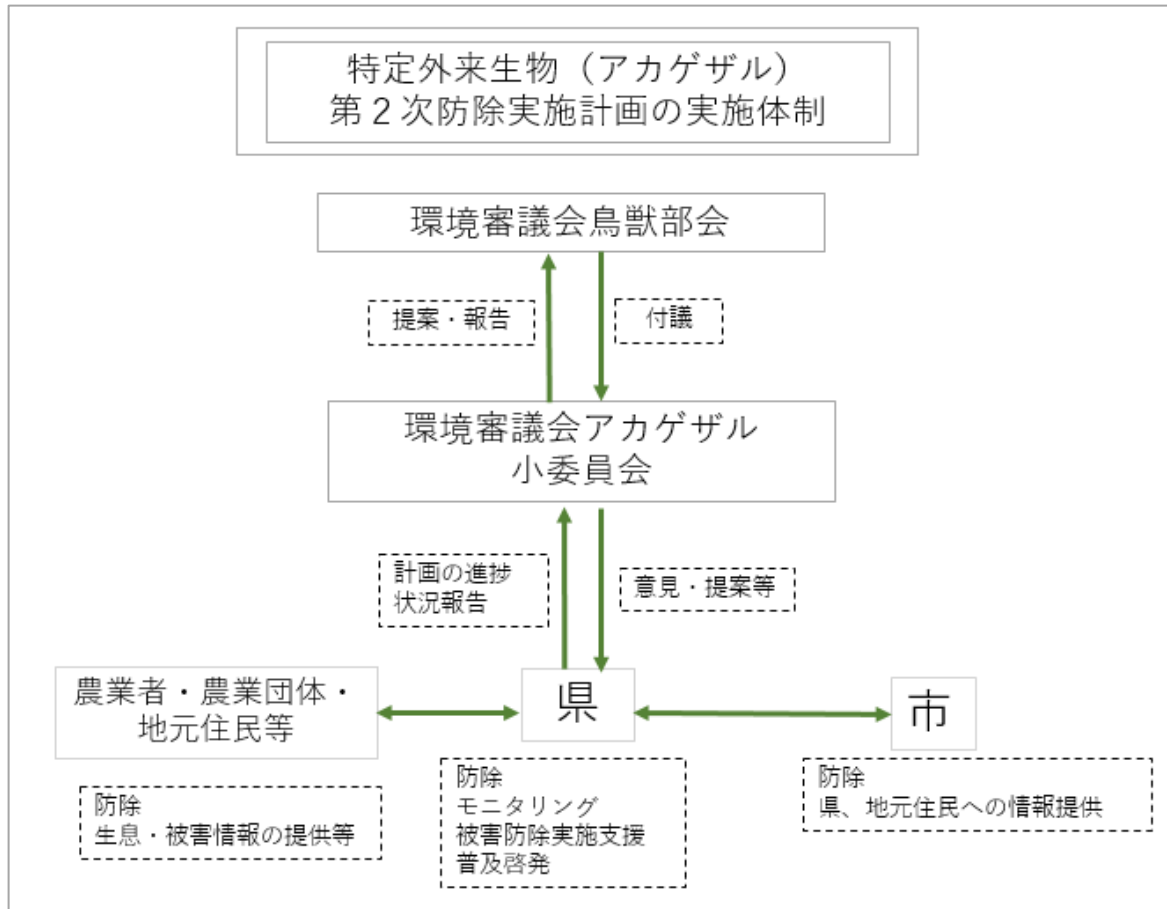 特定外来生物（アカゲザル）
第２次防除実施計画の実施体制
環境審議会鳥獣部会
提案・報告
付議
環境審議会アカゲザル
小委員会
計画の進捗
状況報告
意見・提案等
農業者・農業団体・
地元住民等
県
市
防除
生息・被害情報の提供等
防除
モニタリング
被害防除実施支援
普及啓発
防除
県、地元住民への情報提供